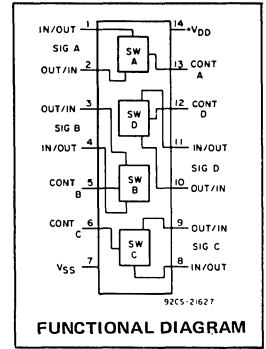 IN/OUT 1 14 +VDD
SIG A SW A
OUT/IN 2 13 CONT A
OUT/IN 3 12 CONT D
SIG B SW D
IN/OUT 4 11 IN/OUT
SIG D
CONT B 5 SW B 10 OUT/IN
CONT C 6 9 OUT/IN
SW C SIG C
VSS 7 8 IN/OUT
92CS-21627
FUNCTIONAL DIAGRAM